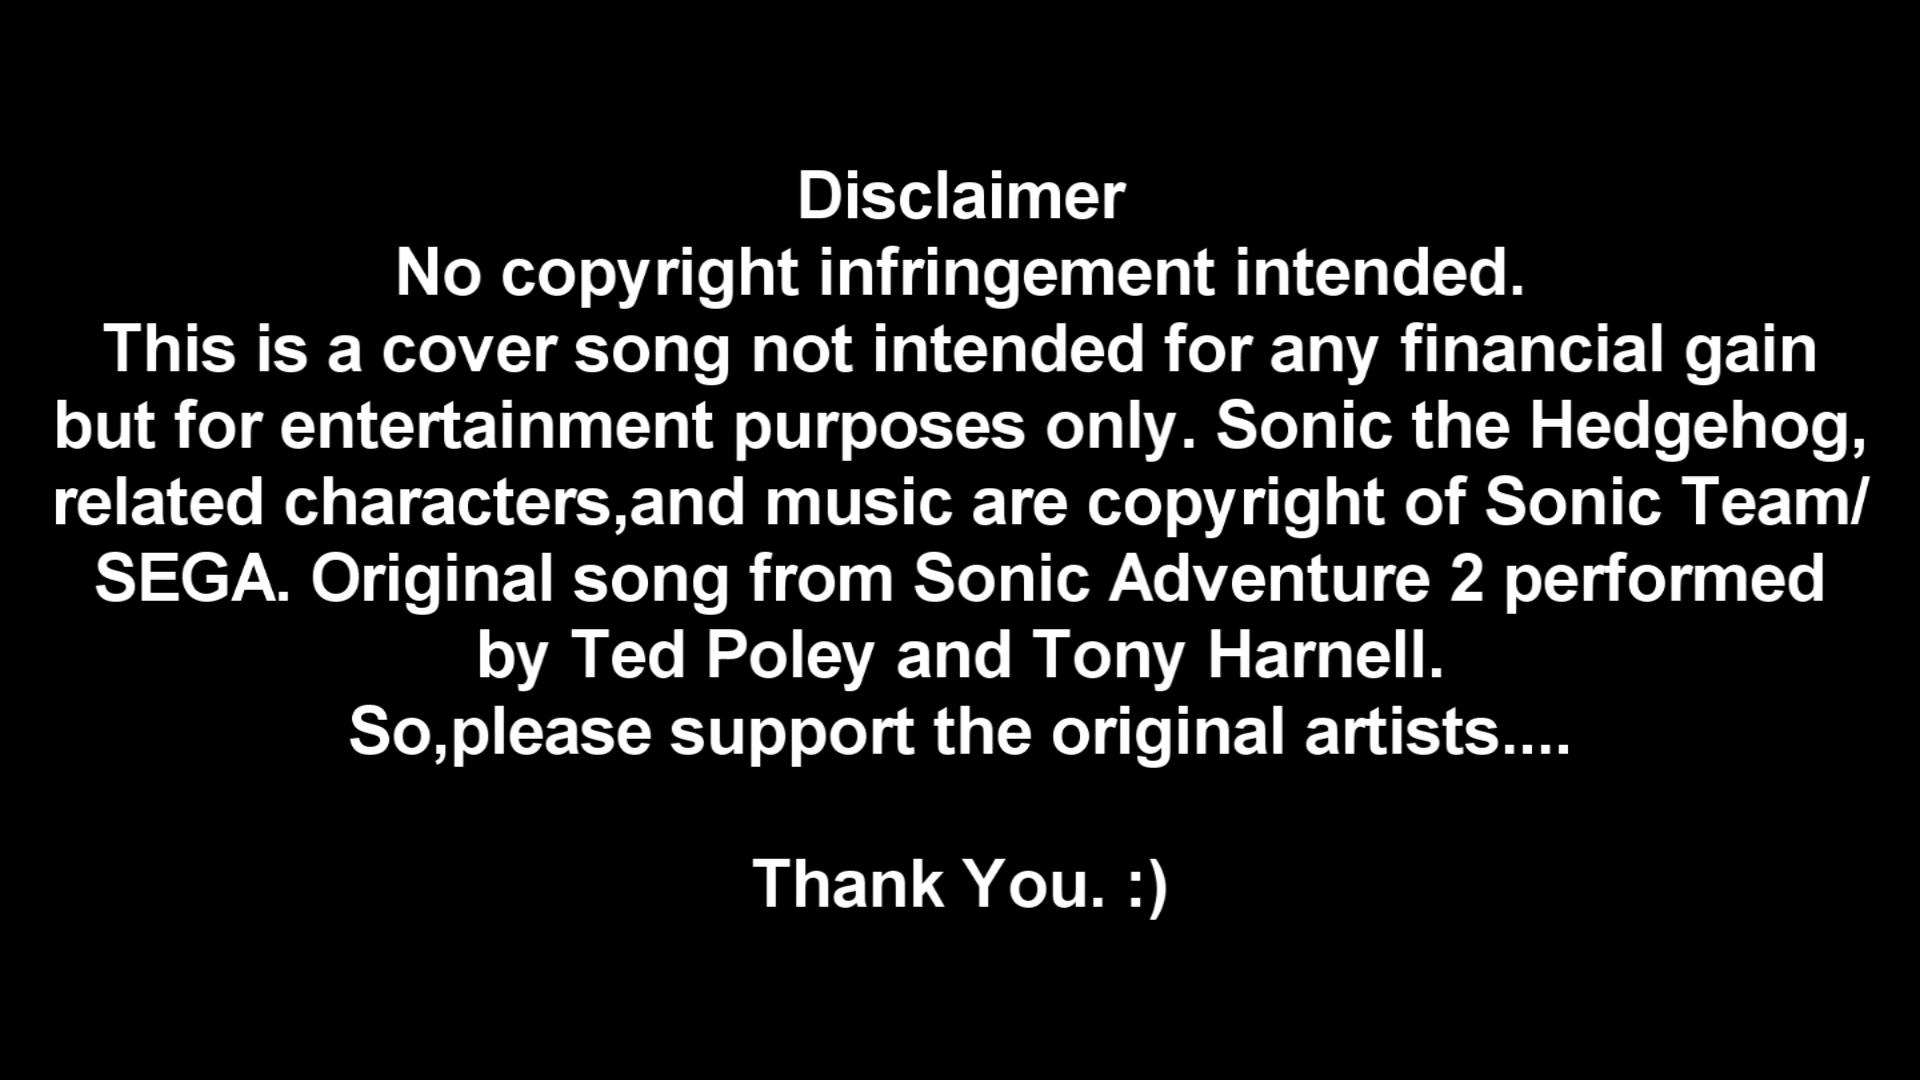 Disclaimer
No copyright infringement intended.
This is a cover song not intended for any financial gain
but for entertainment purposes only. Sonic the Hedgehog,
related characters,and music are copyright of Sonic Team/
SEGA. Original song from Sonic Adventure 2 performed
by Ted Poley and Tony Harnell.
So,please support the original artists....
Thank You. :)